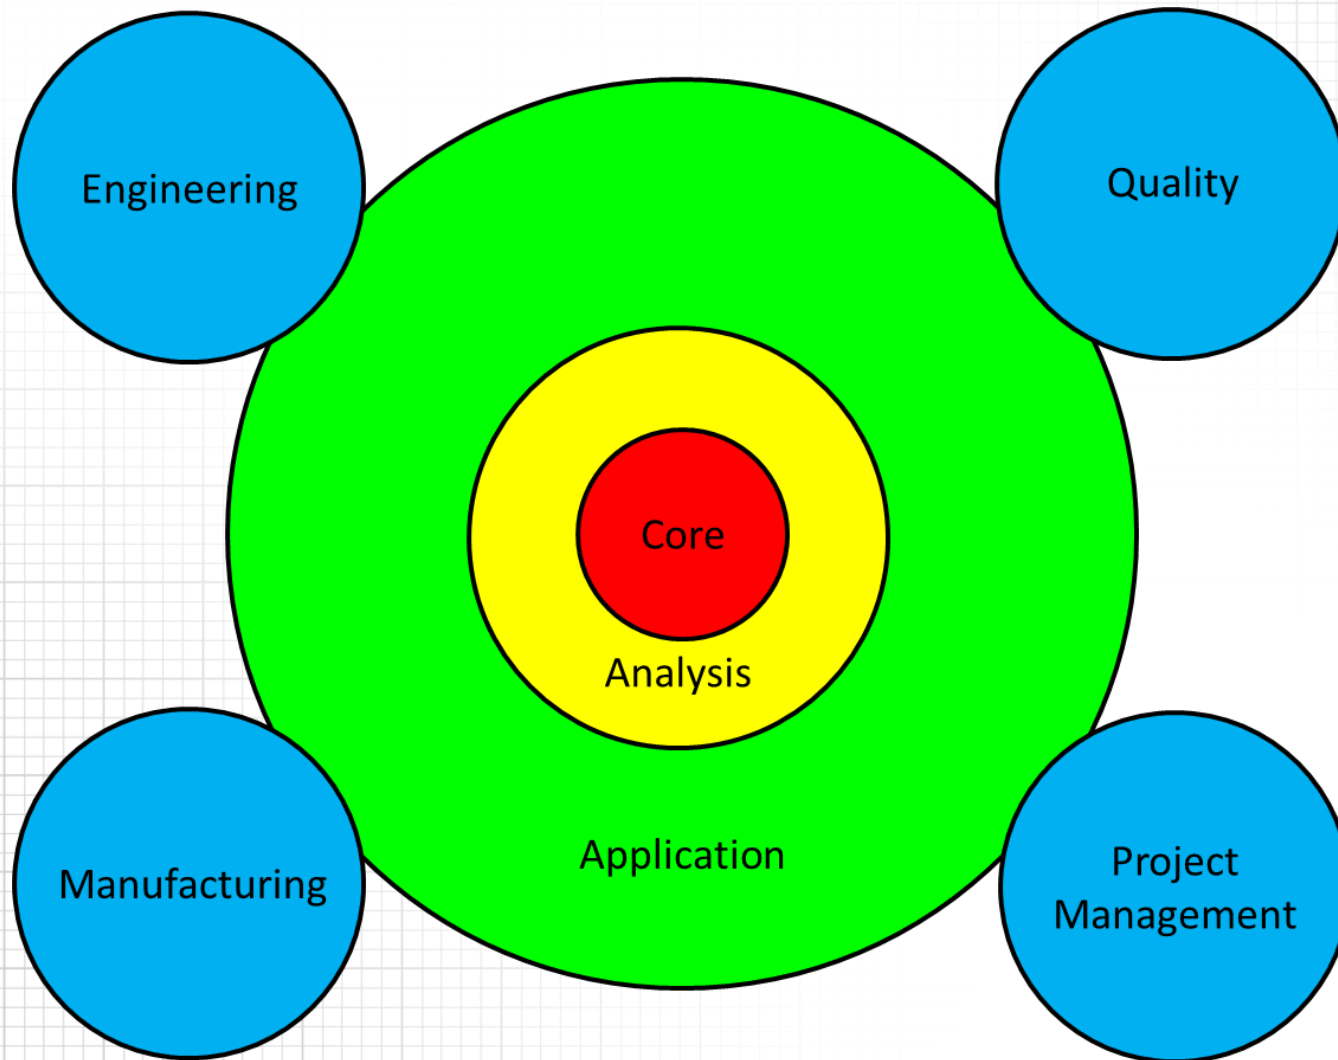 Engineering
Quality
Core
Analysis
Application
Manufacturing
Project
Management